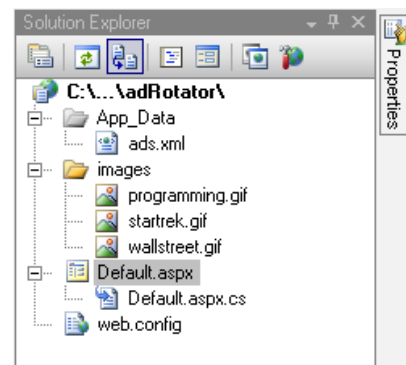 Solution Explorer
Properties
C:\...\adRotator\
App_Data
ads.xml
images
programming.gif
startrek.gif
wallstreet.gif
Default.aspx
Default.aspx.cs
web.config